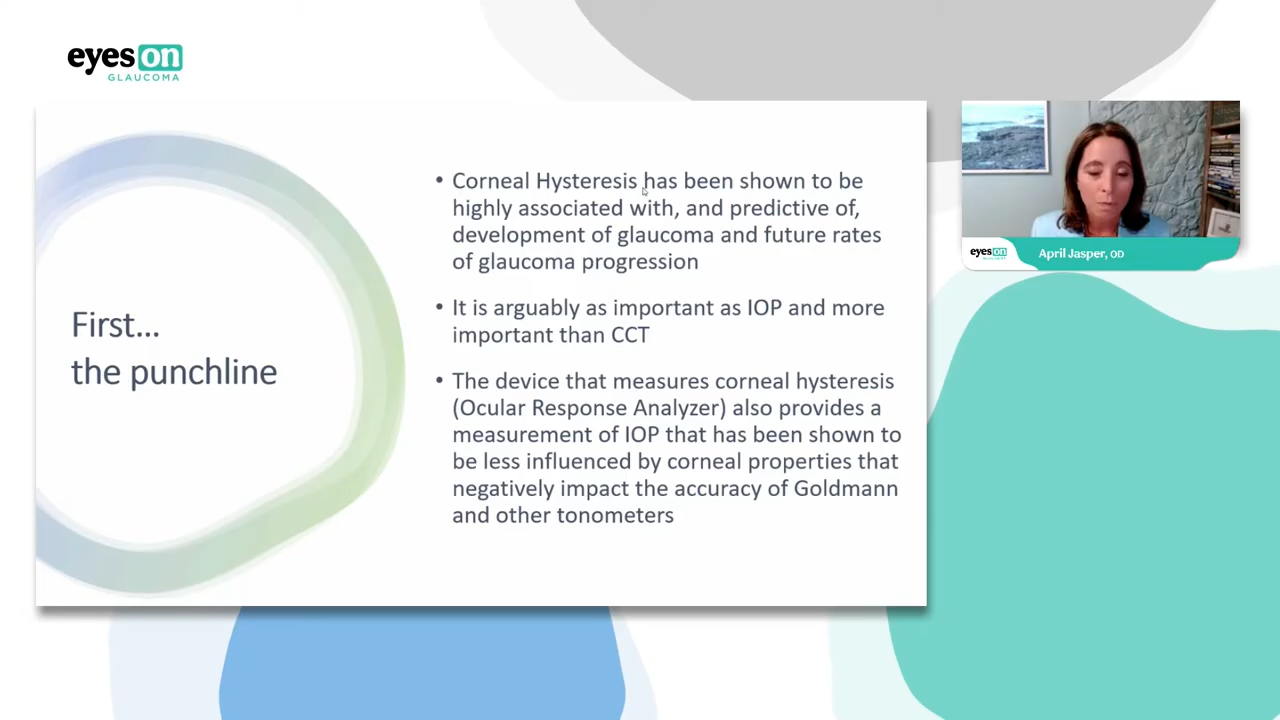 eyes on
GLAUCOMA
First...
the punchline
• Corneal Hysteresis has been shown to be
highly associated with, and predictive of,
development of glaucoma and future rates
of glaucoma progression
• It is arguably as important as IOP and more
important than CCT
• The device that measures corneal hysteresis
(Ocular Response Analyzer) also provides a
measurement of IOP that has been shown to
be less influenced by corneal properties that
negatively impact the accuracy of Goldmann
and other tonometers
eyes on
April Jasper, OD